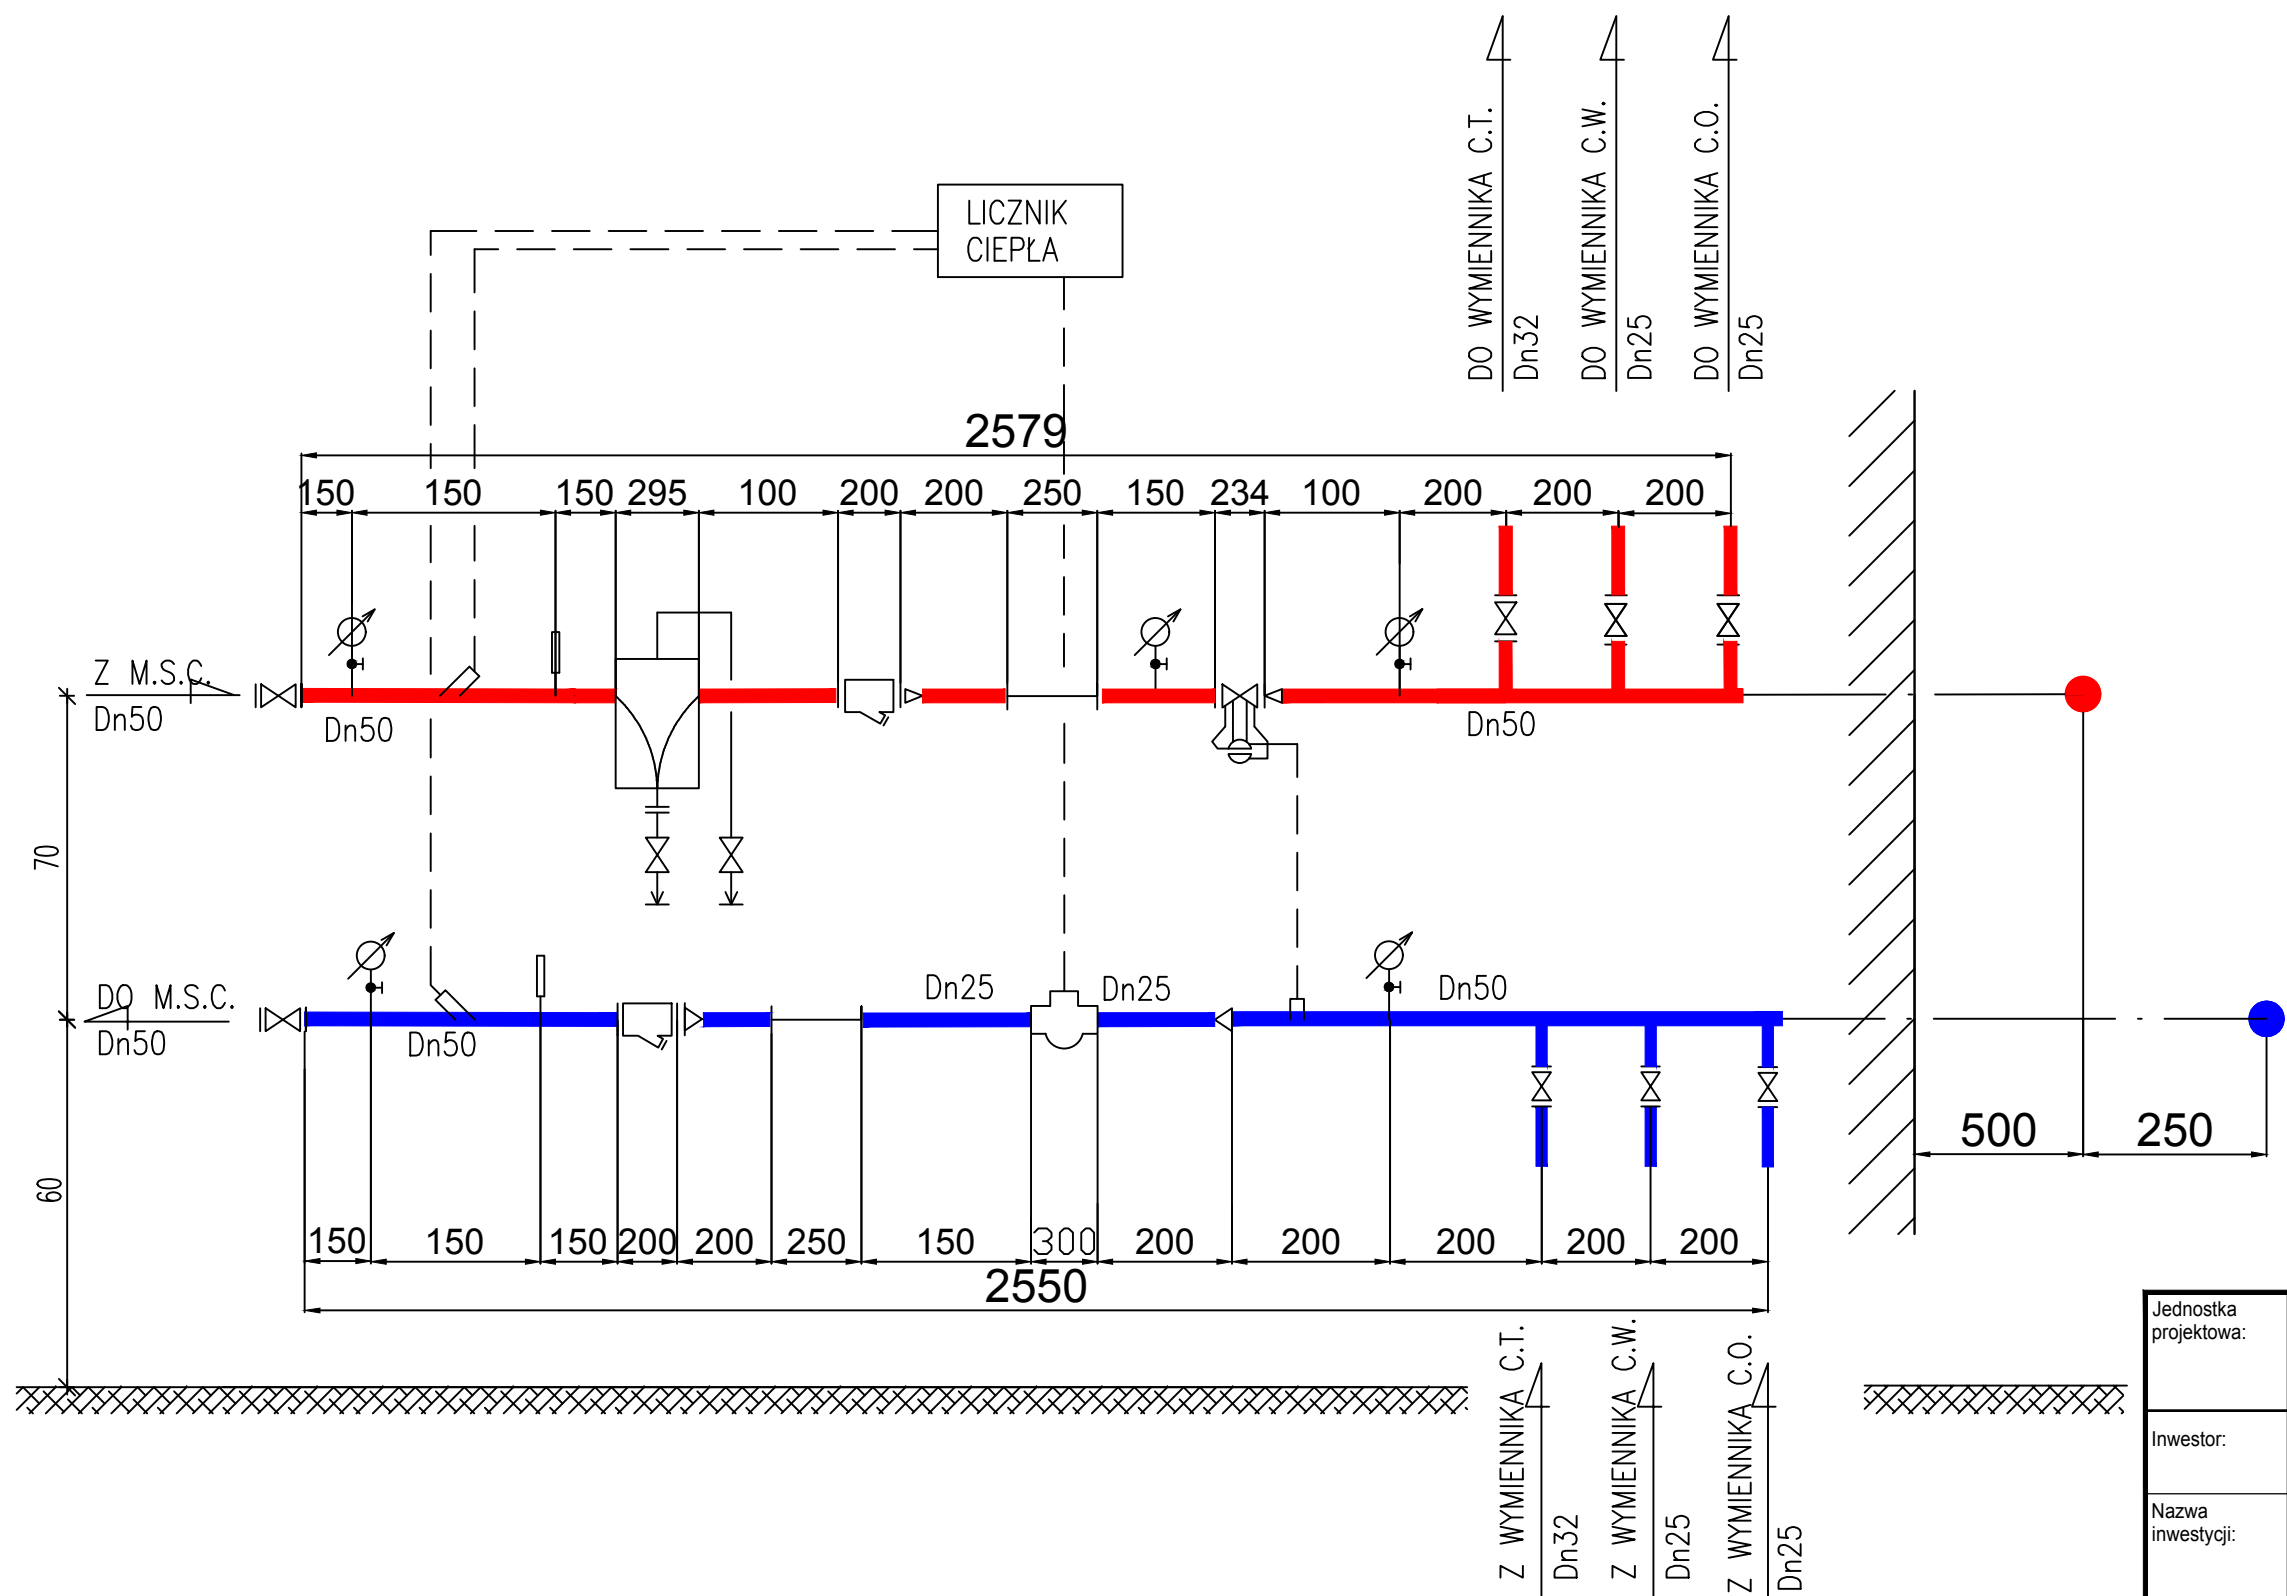 DO WYMIENNIKA C.T.
Dn32
DO WYMIENNIKA C.W.
Dn25
DO WYMIENNIKA C.O.
Dn25
LICZNIK
CIEPŁA
2579
150 150 150 295 100 200 200 250 150 234 100 200 200 200
Z M.S.C.
Dn50
Dn50
Dn50
70
DO M.S.C.
Dn50
Dn50
Dn25
Dn25
Dn50
60
500 250
150 150 150 200 200 250 150 300 200 200 200 200 200
2550
Z WYMIENNIKA C.T.
Dn32
Z WYMIENNIKA C.W.
Dn25
Z WYMIENNIKA C.O.
Dn25
Jednostka
projektowa:
Inwestor:
Nazwa
inwestycji: